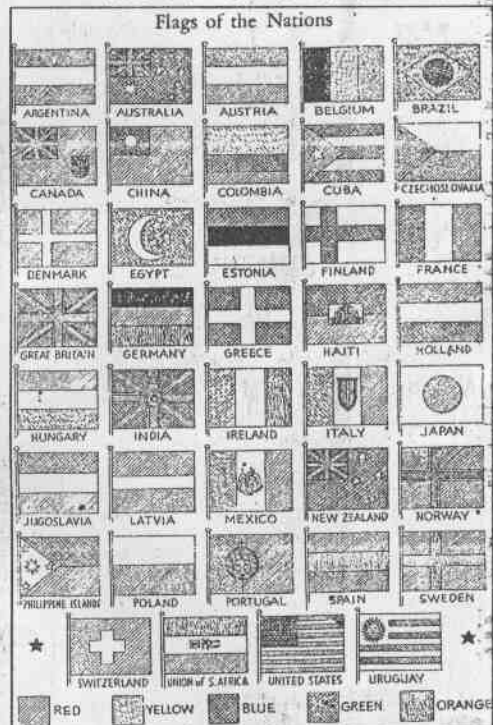 Flags of the Nations
ARGENTINA AUSTRALIA AUSTRIA BELGIUM BRAZIL
CANADA CHINA COLOMBIA CUBA CZECHOSLOVAKIA
DENMARK EGYPT ESTONIA FINLAND FRANCE
GREAT BRITAIN GERMANY GREECE HAITI HOLLAND
HUNGARY INDIA IRELAND ITALY JAPAN
JUGOSLAVIA LATVIA MEXICO NEW ZEALAND NORWAY
PHILIPPINE ISLANDS POLAND PORTUGAL SPAIN SWEDEN
SWITZERLAND UNION of S. AFRICA UNITED STATES URUGUAY
RED YELLOW BLUE GREEN ORANGE